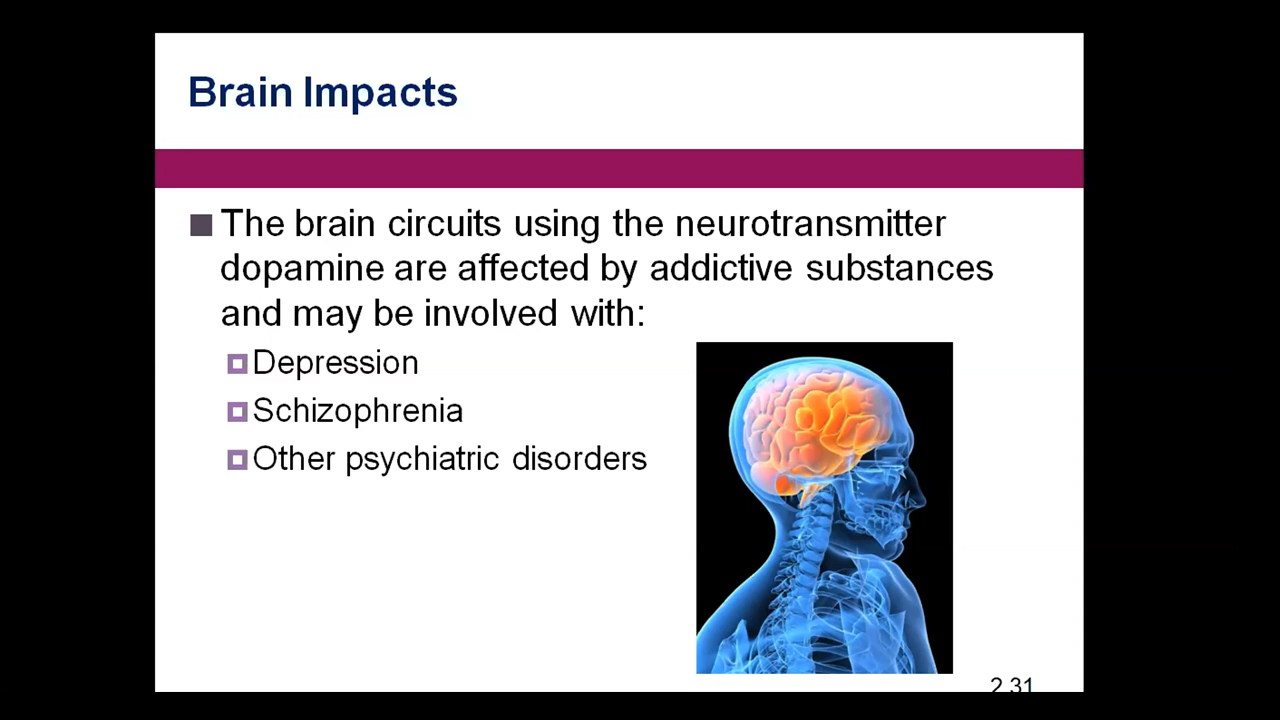 Brain Impacts
The brain circuits using the neurotransmitter
dopamine are affected by addictive substances
and may be involved with:
Depression
Schizophrenia
Other psychiatric disorders
2.31